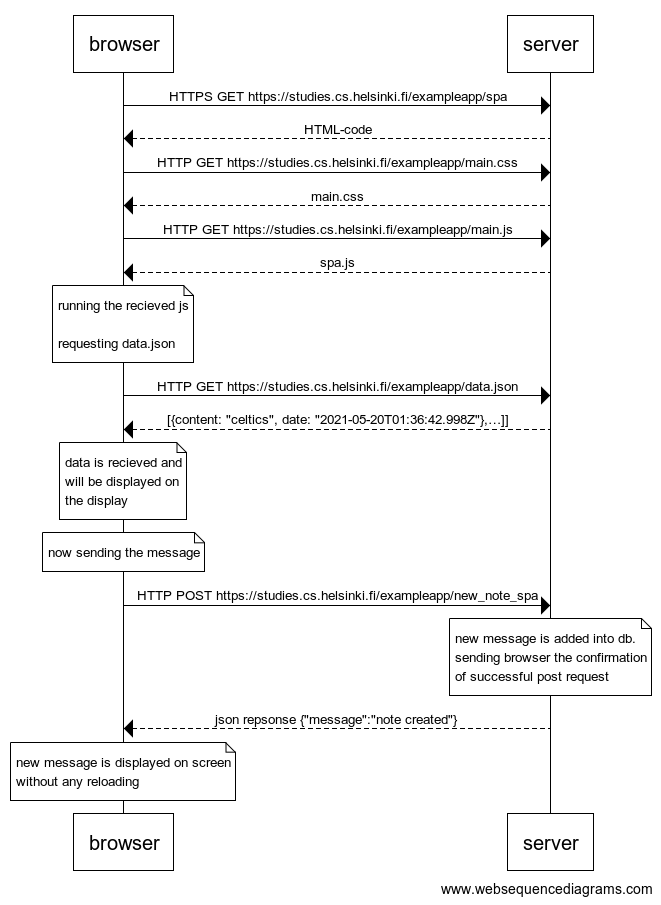 browser
server
HTTPS GET https://studies.cs.helsinki.fi/exampleapp/spa
HTML-code
HTTP GET https://studies.cs.helsinki.fi/exampleapp/main.css
main.css
HTTP GET https://studies.cs.helsinki.fi/exampleapp/main.js
spa.js
running the recieved js
requesting data.json
HTTP GET https://studies.cs.helsinki.fi/exampleapp/data.json
[{content: "celtics", date: "2021-05-20T01:36:42.998Z"},...]]
data is recieved and
will be displayed on
the display
now sending the message
HTTP POST https://studies.cs.helsinki.fi/exampleapp/new_note_spa
new message is added into db.
sending browser the confirmation
of successful post request
json repsonse {"message":"note created"}
new message is displayed on screen
without any reloading
browser
server
www.websequencediagrams.com